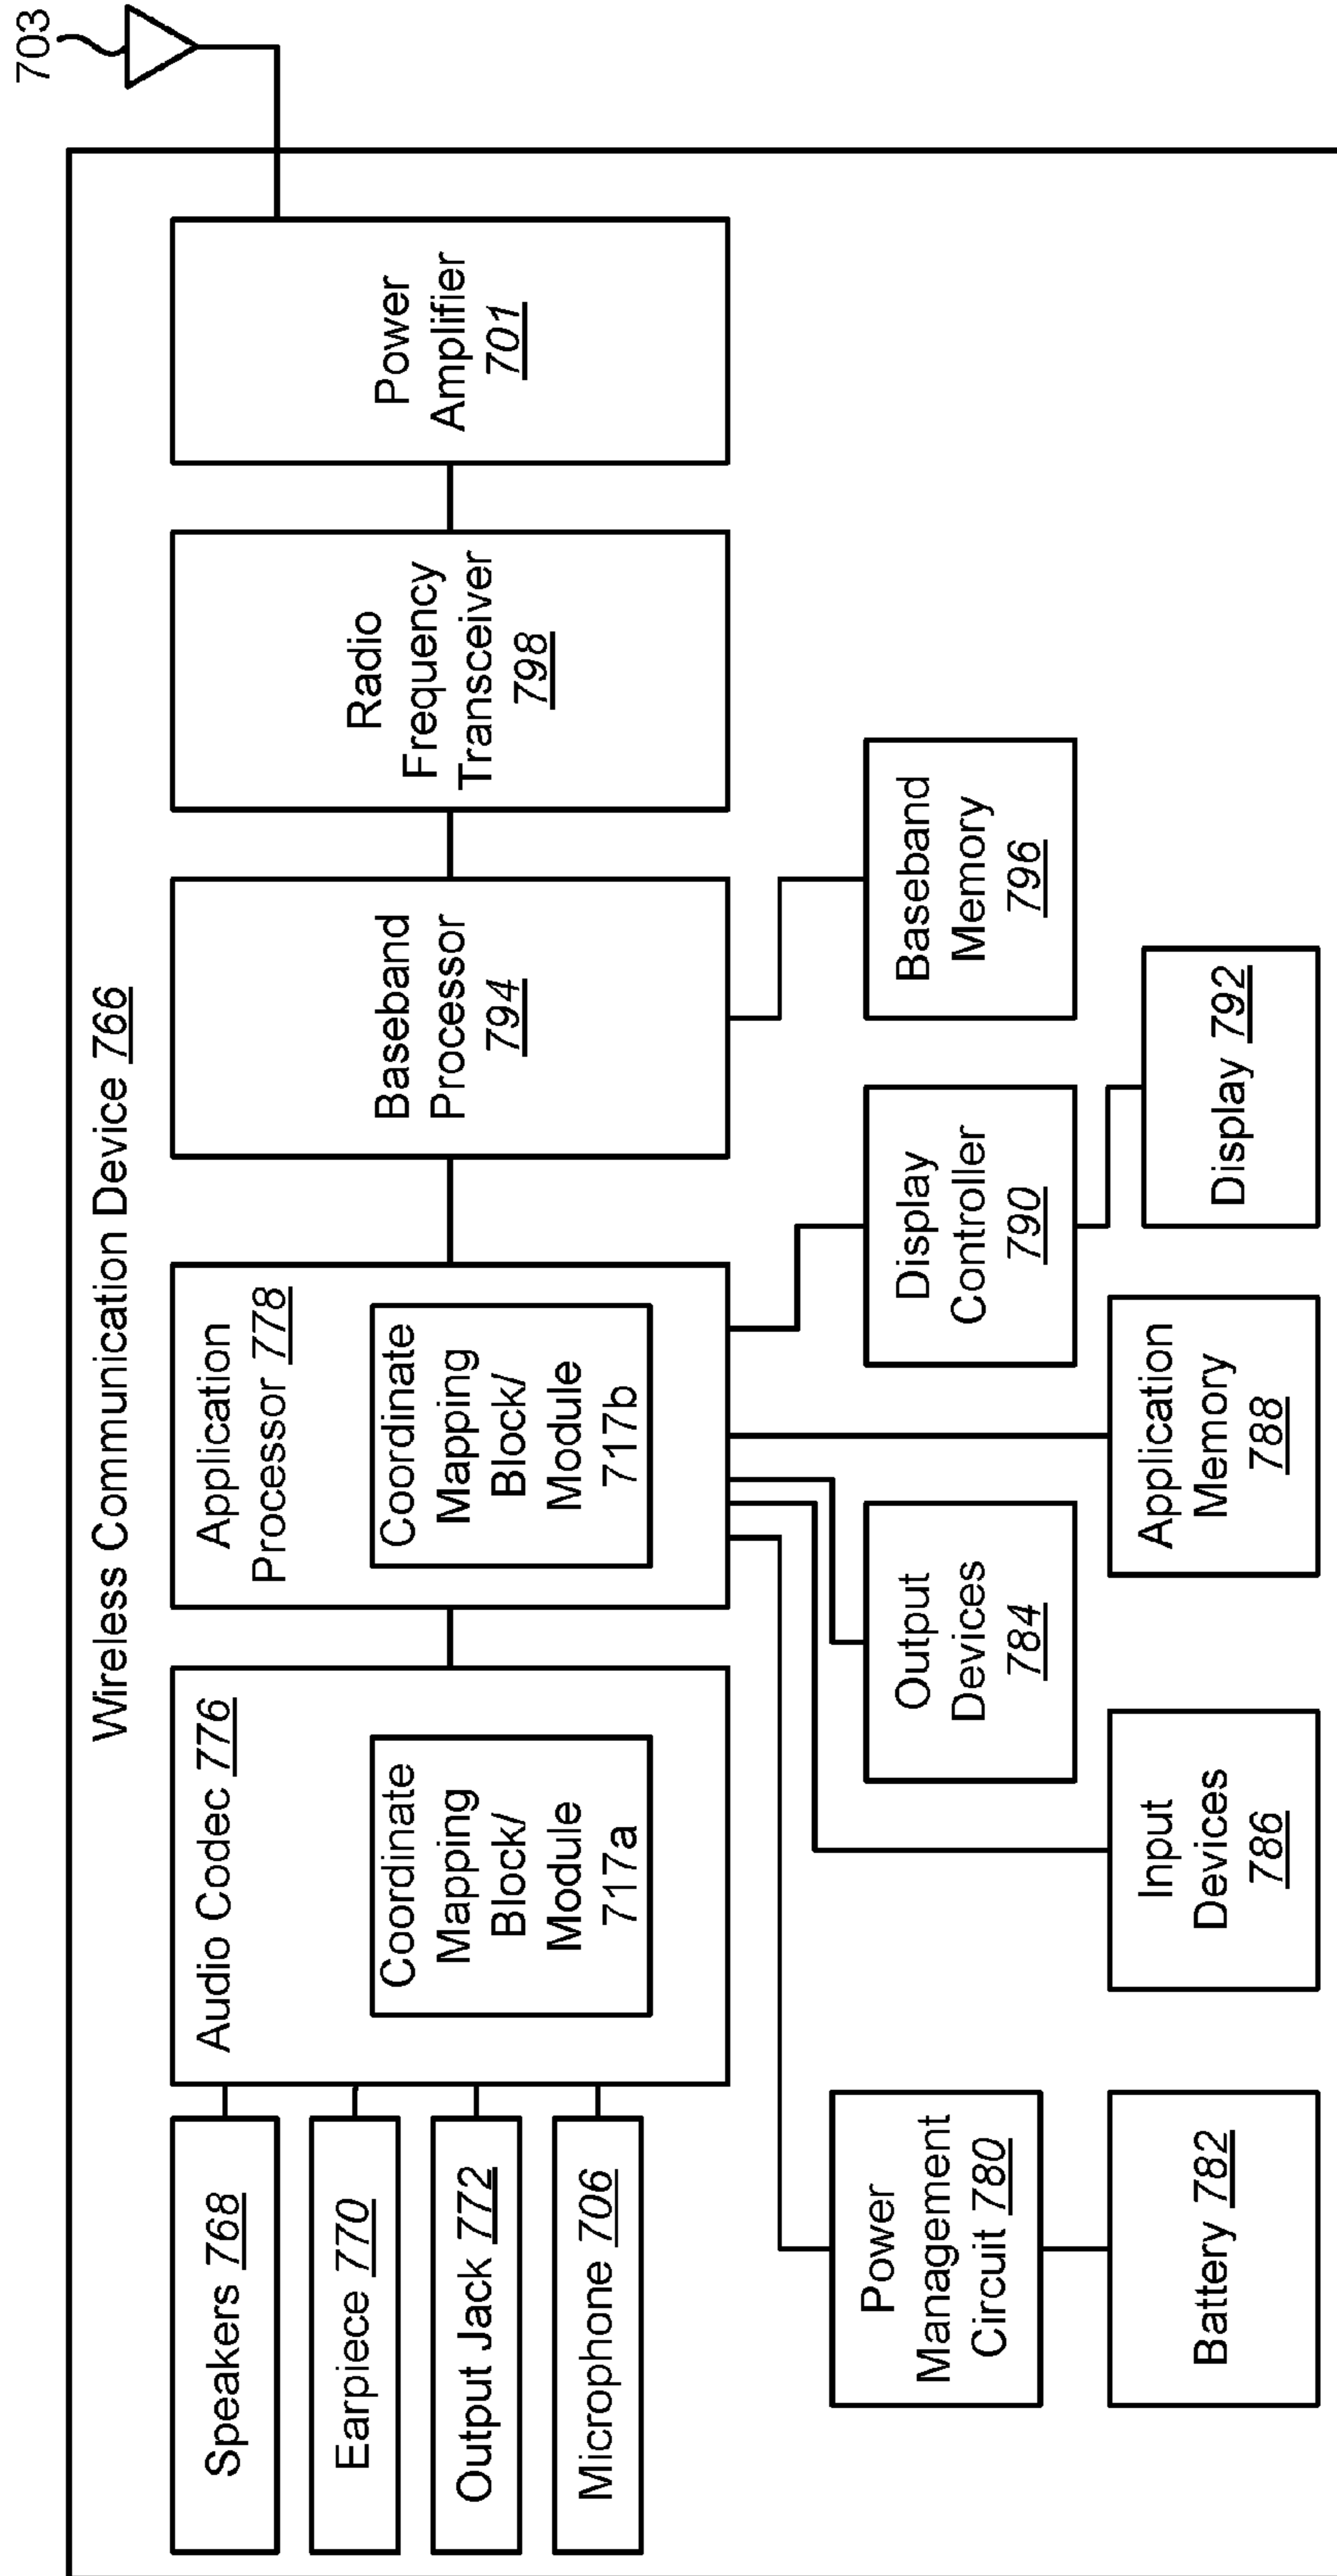 703
Wireless Communication Device 766
Speakers 768
Earpiece 770
Output Jack 772
Microphone 706
Audio Codec 776
Coordinate
Mapping
Block/
Module
717a
Application
Processor 778
Coordinate
Mapping
Block/
Module
717b
Baseband
Processor
794
Radio
Frequency
Transceiver
798
Power
Amplifier
701
Power
Management
Circuit 780
Battery 782
Input
Devices
786
Output
Devices
784
Application
Memory
788
Display
Controller
790
Display 792
Baseband
Memory
796